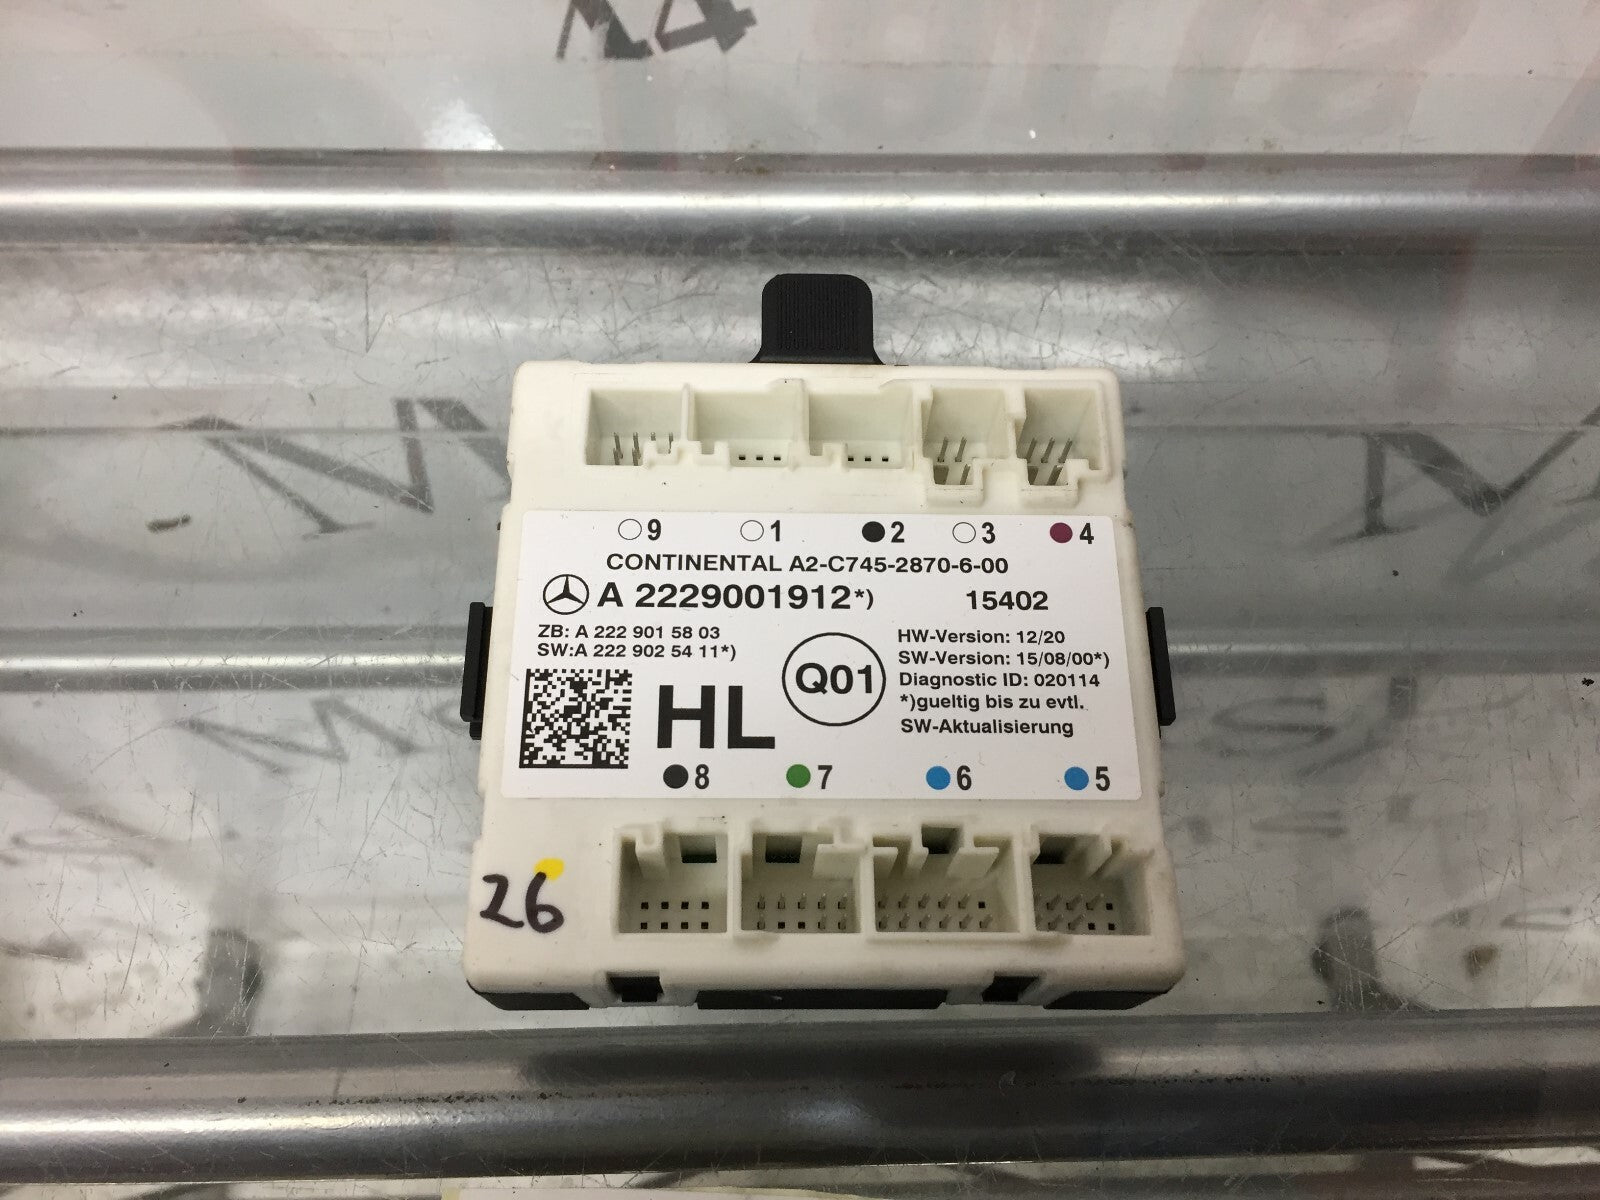 9 1 2 3 4
CONTINENTAL A2-C745-2870-6-00
A 2229001912*) 15402
ZB: A 222 901 58 03
SW:A 222 902 54 11*)
HL
Q01
HW-Version: 12/20
SW-Version: 15/08/00*)
Diagnostic ID: 020114
*)gueltig bis zu evtl.
SW-Aktualisierung
8 7 6 5
26